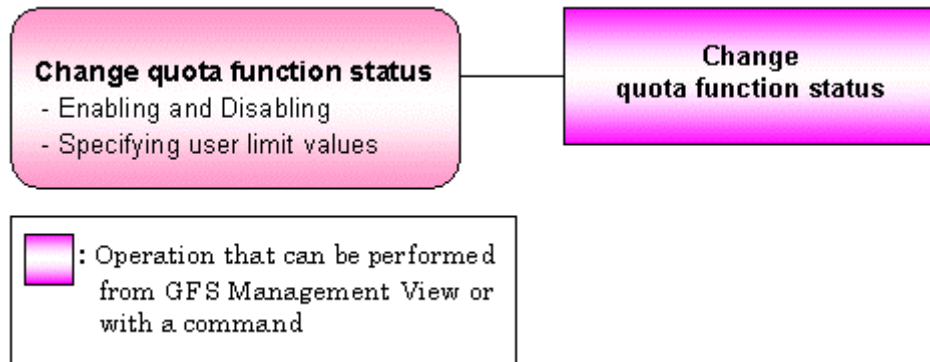 Change quota function status
- Enabling and Disabling
- Specifying user limit values
Change
quota function status
: Operation that can be performed
from GFS Management View or
with a command